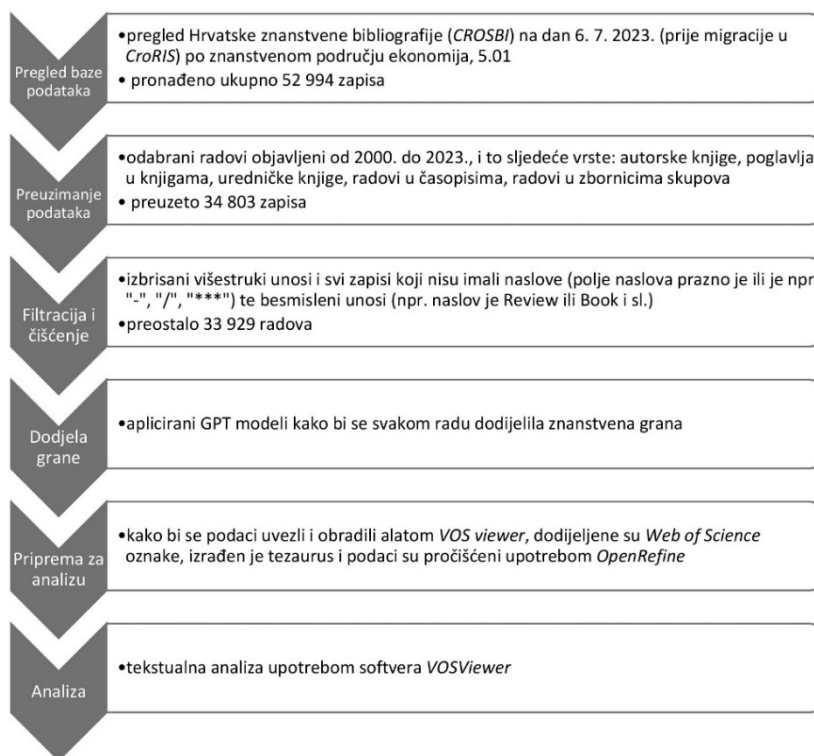 Pregled baze
podataka
•pregled Hrvatske znanstvene bibliografije (CROSBI) na dan 6. 7. 2023. (prije migracije u
CroRIS) po znanstvenom području ekonomija, 5.01
• pronađeno ukupno 52 994 zapisa
Preuzimanje
podataka
•odabrani radovi objavljeni od 2000. do 2023., i to sljedeće vrste: autorske knjige, poglavlja
u knjigama, uredničke knjige, radovi u časopisima, radovi u zbornicima skupova
• preuzeto 34 803 zapisa
Filtracija i
čišćenje
•izbrisani višestruki unosi i svi zapisi koji nisu imali naslove (polje naslova prazno je ili je npr
"-", "/", "***") te besmisleni unosi (npr. naslov je Review ili Book i sl.)
• preostalo 33 929 radova
Dodjela
grane
•aplicirani GPT modeli kako bi se svakom radu dodijelila znanstvena grana
Priprema za
analizu
•kako bi se podaci uvezli i obradili alatom VOS viewer, dodijeljene su Web of Science
oznake, izrađen je tezaurus i podaci su pročišćeni upotrebom OpenRefine
Analiza
•tekstualna analiza upotrebom softvera VOSViewer